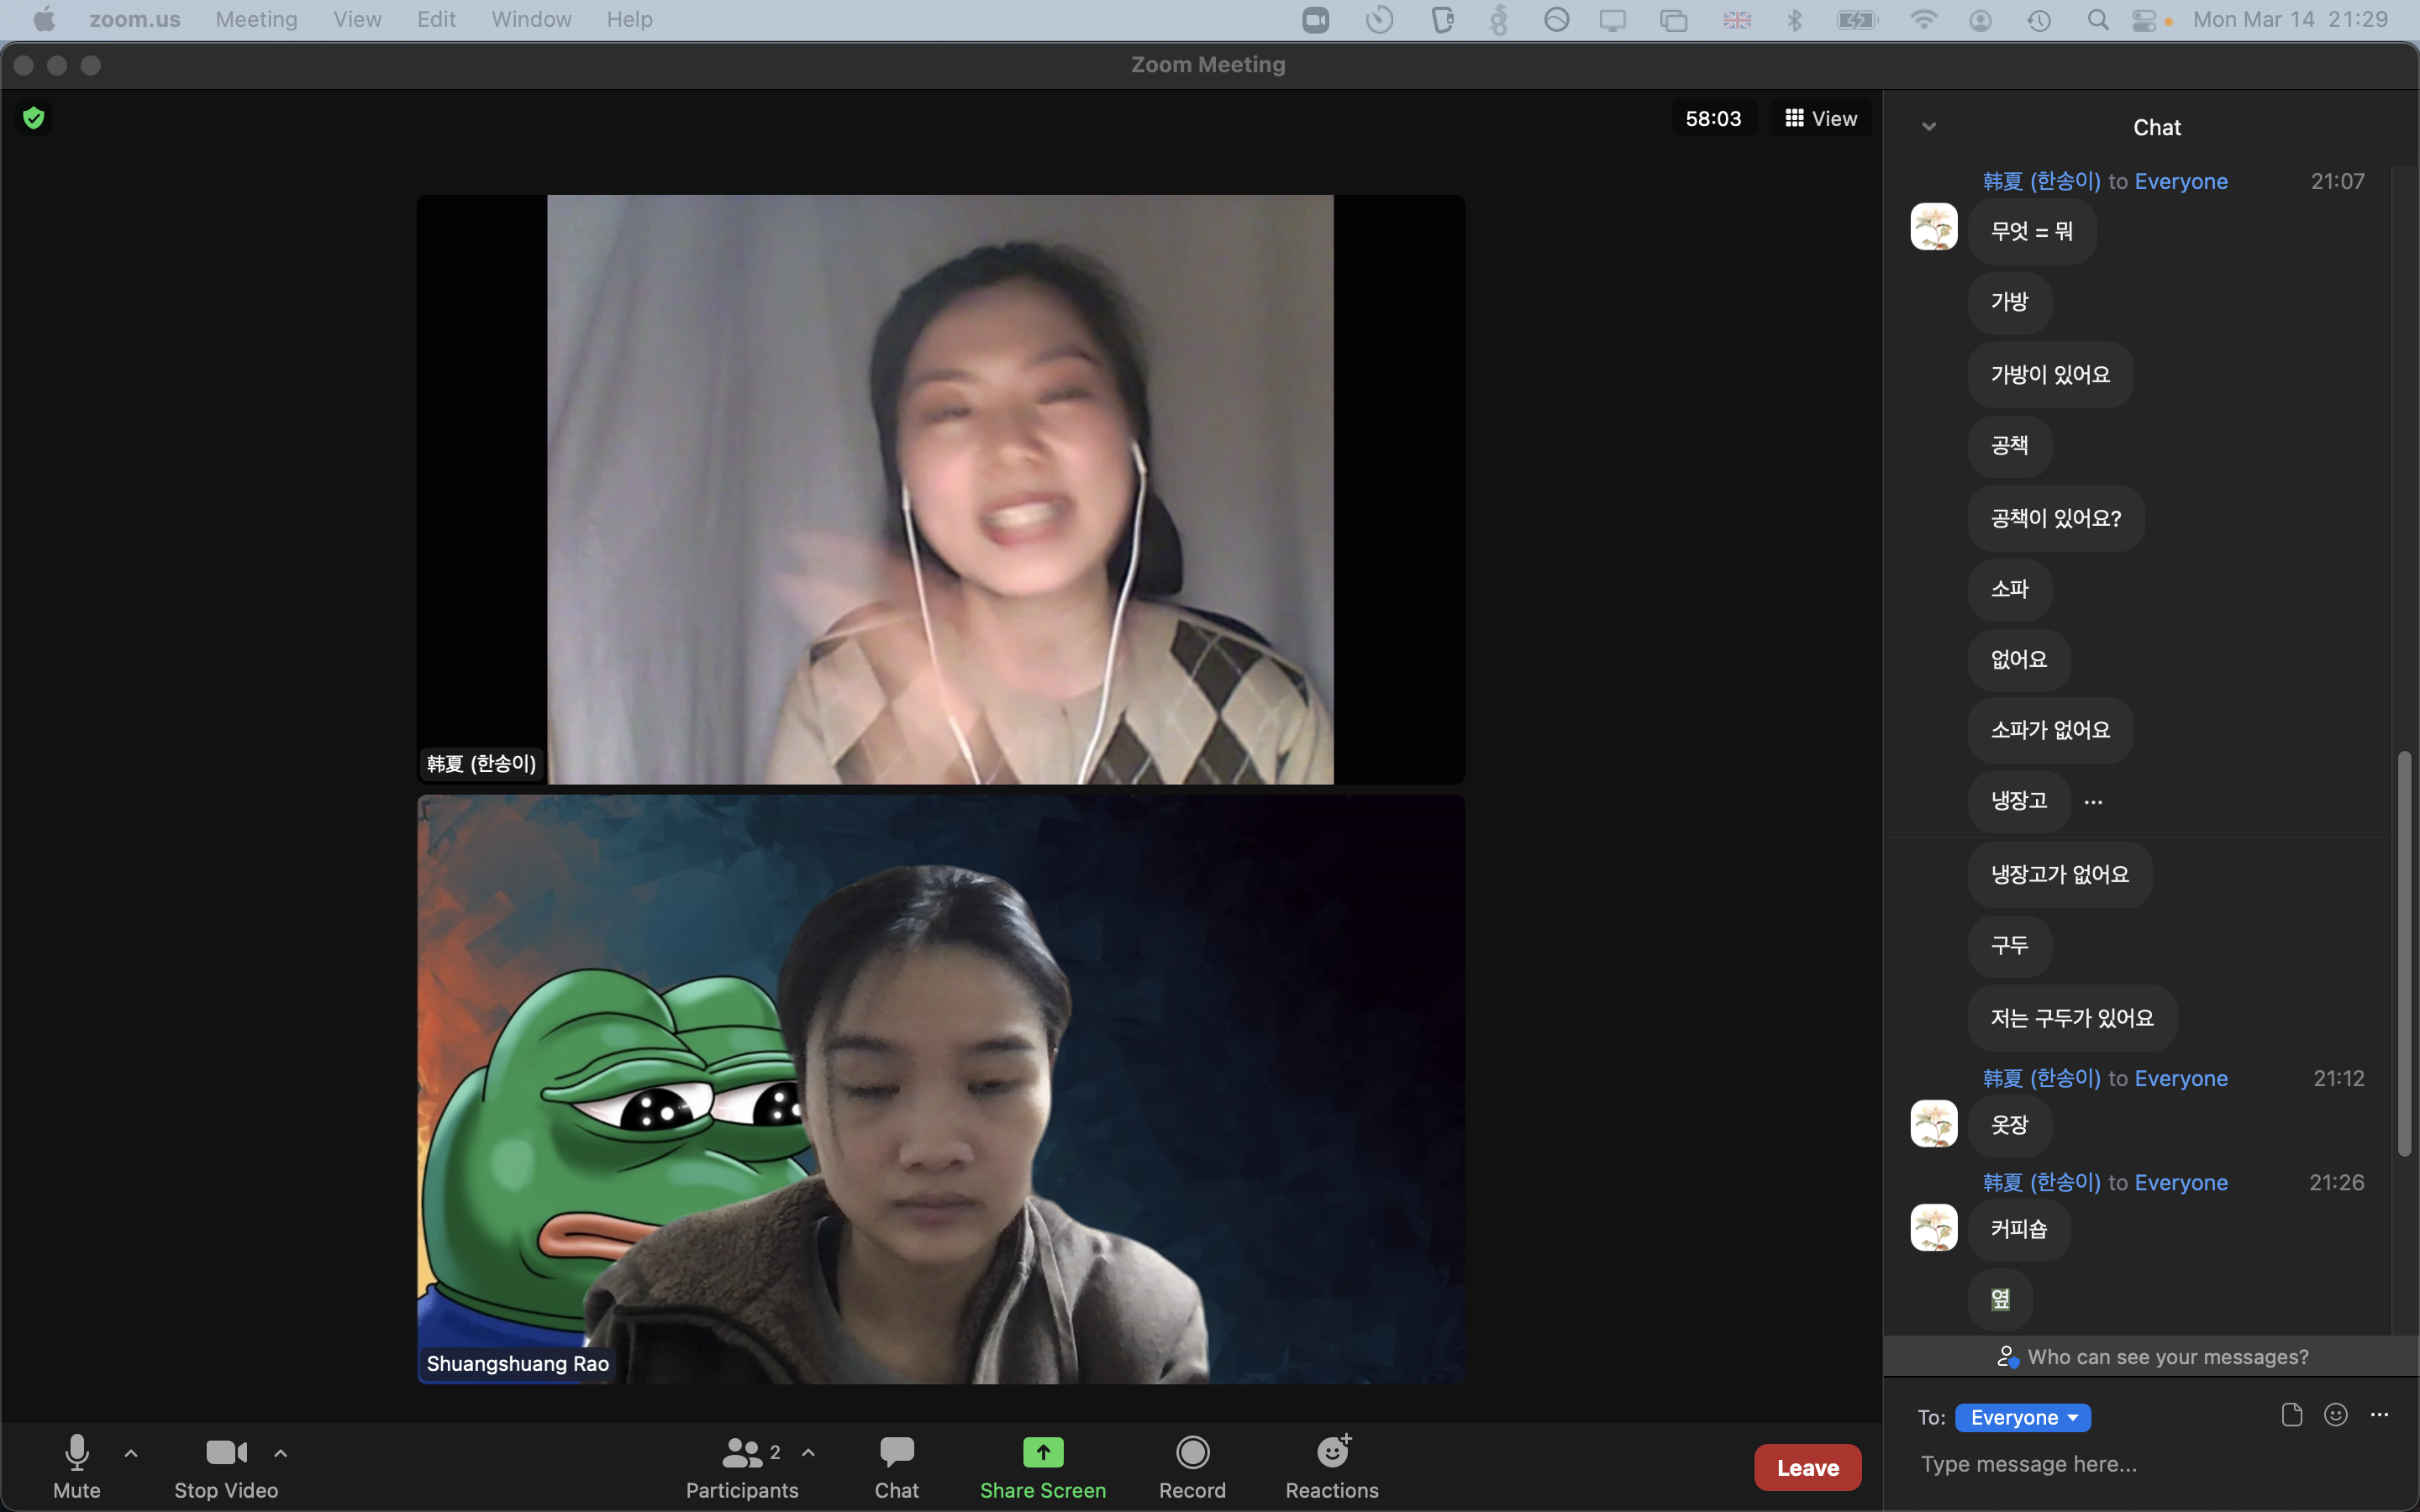 zoom.us Meeting View Edit Window Help Mon Mar 14 21:29
Zoom Meeting
58:03 View
韩夏 (한송이)
Shuangshuang Rao
Chat
韩夏 (한송이) to Everyone 21:07
무엇 = 뭐
가방
가방이 있어요
공책
공책이 있어요?
소파
없어요
소파가 없어요
냉장고 ...
냉장고가 없어요
구두
저는 구두가 있어요
韩夏 (한송이) to Everyone 21:12
옷장
韩夏 (한송이) to Everyone 21:26
커피숍
옆
Who can see your messages?
To: Everyone
Type message here...
2
Mute Stop Video Participants Chat Share Screen Record Reactions Leave